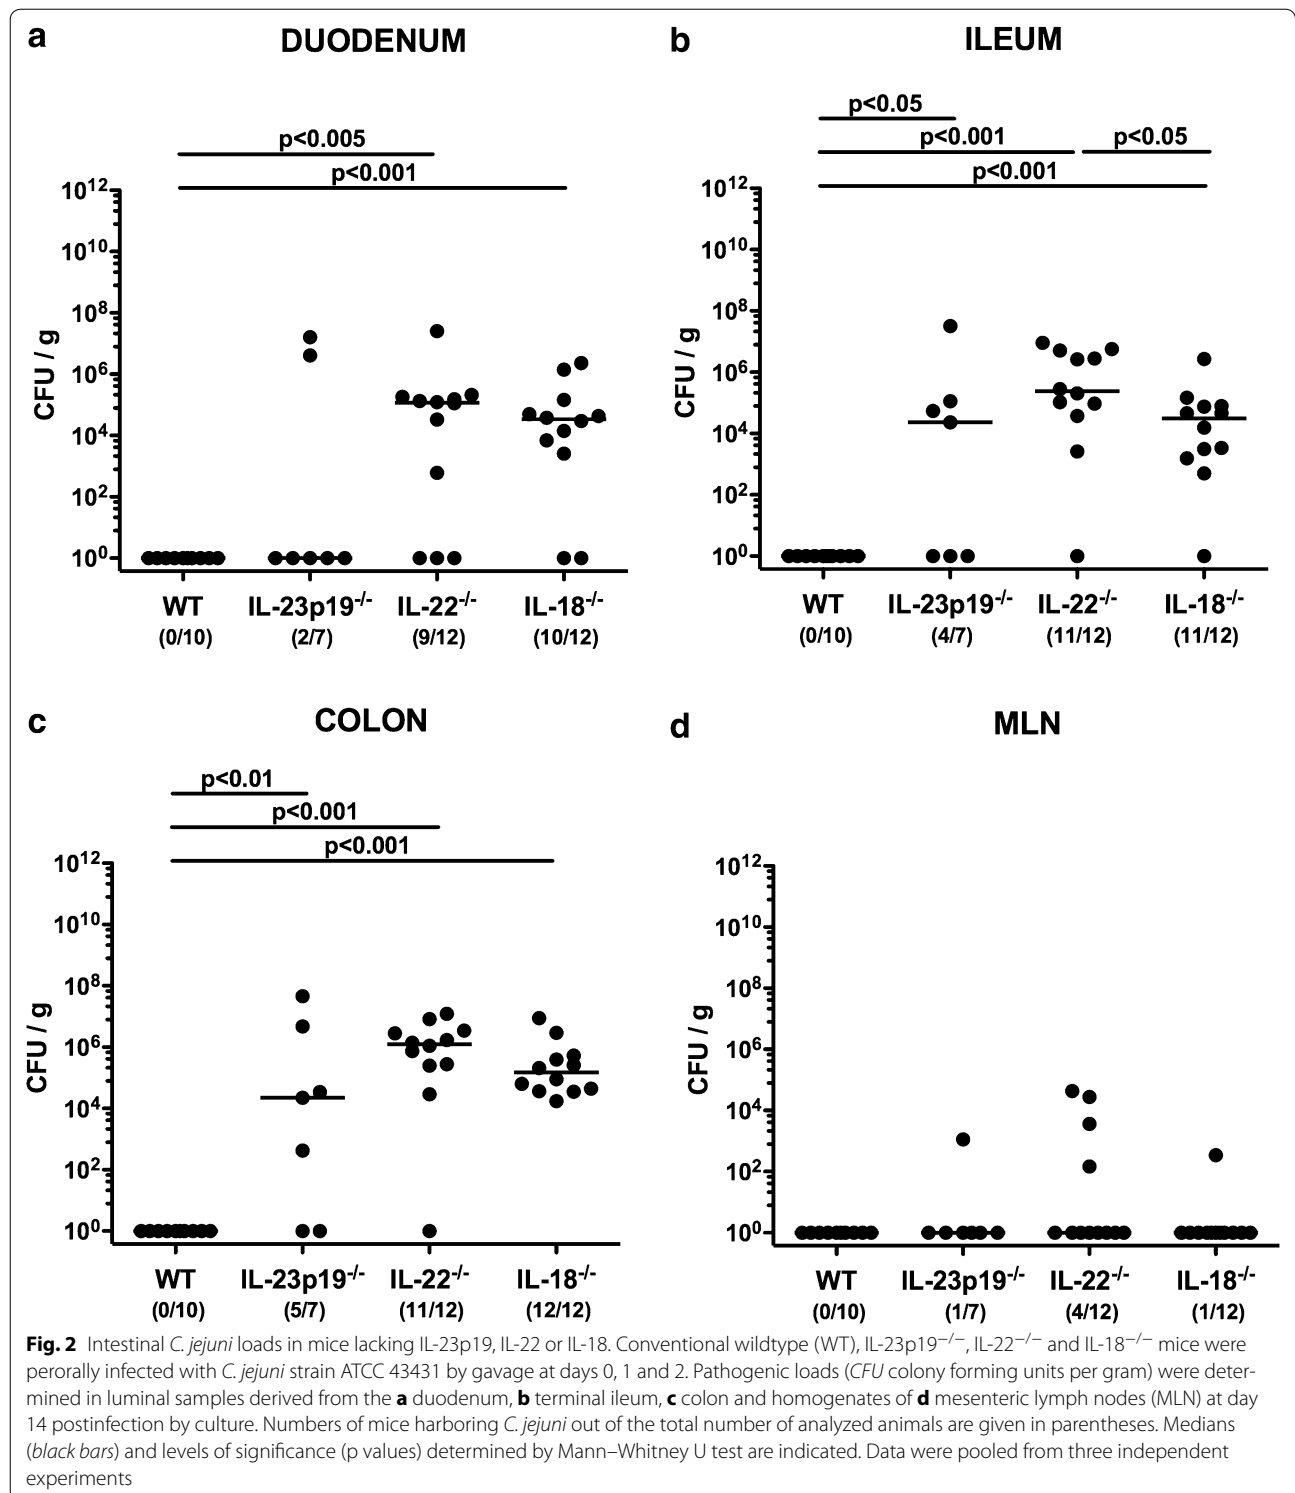 a
DUODENUM
p<0.005
p<0.001
10^12
10^10
10^8
10^6
10^4
10^2
10^0
CFU / g
WT IL-23p19-/- IL-22-/- IL-18-/-
(0/10) (2/7) (9/12) (10/12)
b
ILEUM
p<0.05
p<0.001 p<0.05
p<0.001
10^12
10^10
10^8
10^6
10^4
10^2
10^0
CFU / g
WT IL-23p19-/- IL-22-/- IL-18-/-
(0/10) (4/7) (11/12) (11/12)
c
COLON
p<0.01
p<0.001
p<0.001
10^12
10^10
10^8
10^6
10^4
10^2
10^0
CFU / g
WT IL-23p19-/- IL-22-/- IL-18-/-
(0/10) (5/7) (11/12) (12/12)
d
MLN
10^12
10^10
10^8
10^6
10^4
10^2
10^0
CFU / g
WT IL-23p19-/- IL-22-/- IL-18-/-
(0/10) (1/7) (4/12) (1/12)
Fig. 2 Intestinal C. jejuni loads in mice lacking IL-23p19, IL-22 or IL-18. Conventional wildtype (WT), IL-23p19−/−, IL-22−/− and IL-18−/− mice were
perorally infected with C. jejuni strain ATCC 43431 by gavage at days 0, 1 and 2. Pathogenic loads (CFU colony forming units per gram) were deter-
mined in luminal samples derived from the a duodenum, b terminal ileum, c colon and homogenates of d mesenteric lymph nodes (MLN) at day
14 postinfection by culture. Numbers of mice harboring C. jejuni out of the total number of analyzed animals are given in parentheses. Medians
(black bars) and levels of significance (p values) determined by Mann–Whitney U test are indicated. Data were pooled from three independent
experiments